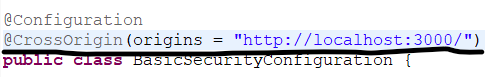 @Configuration
@CrossOrigin(origins = "http://localhost:3000/")
public class BasicSecurityConfiguration {